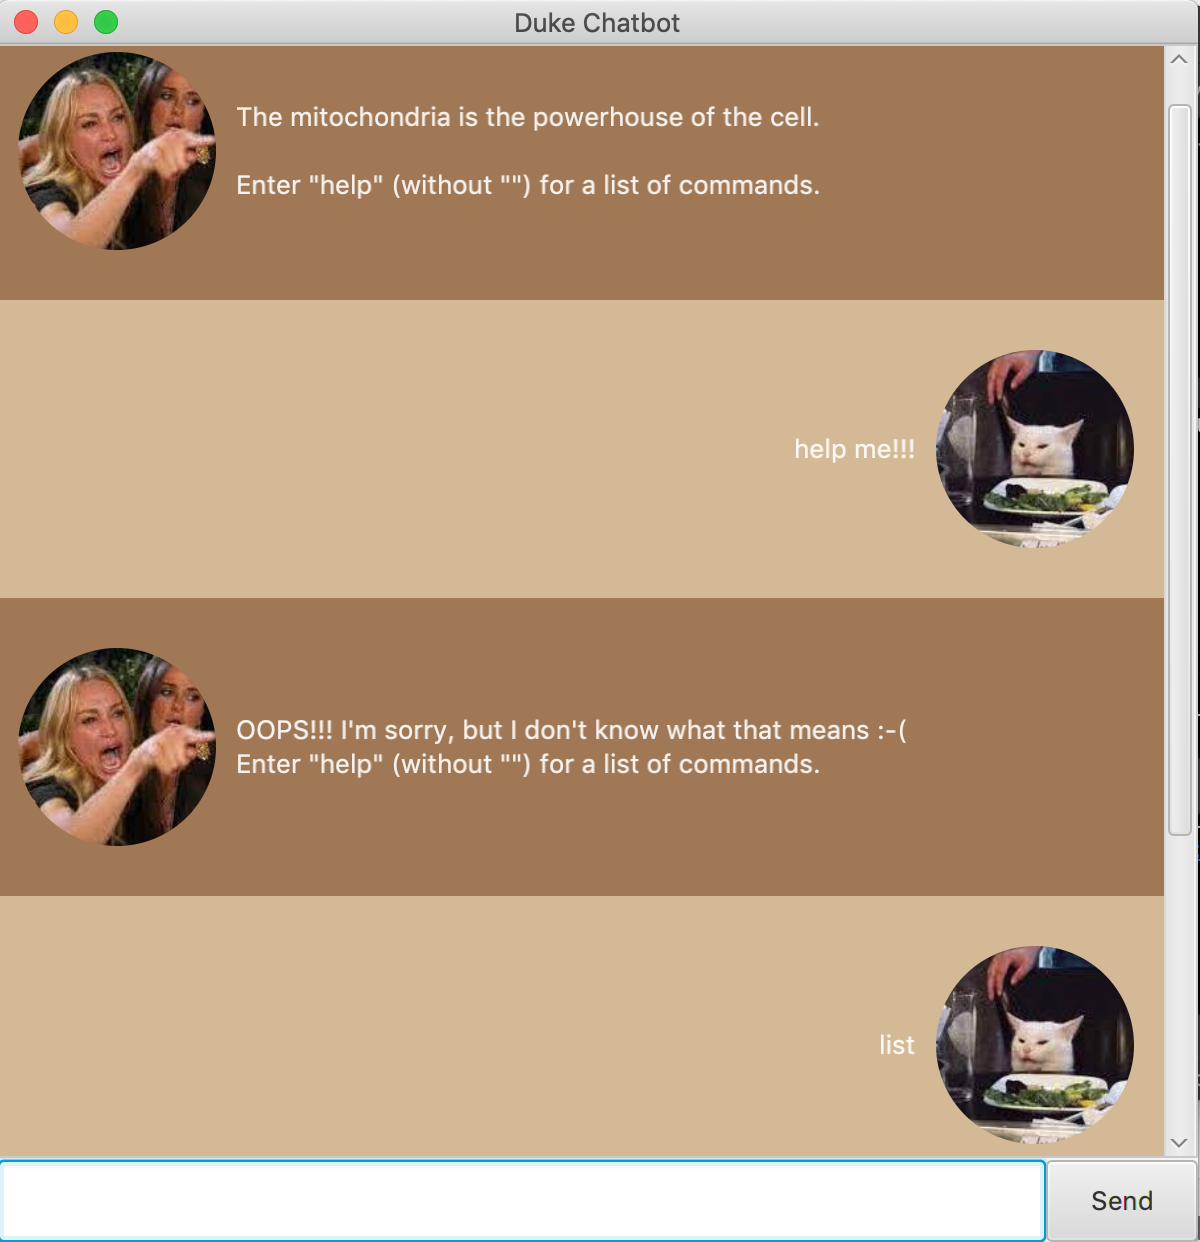 Duke Chatbot
The mitochondria is the powerhouse of the cell.
Enter "help" (without "") for a list of commands.
help me!!!
OOPS!!! I'm sorry, but I don't know what that means :-(
Enter "help" (without "") for a list of commands.
list
Send